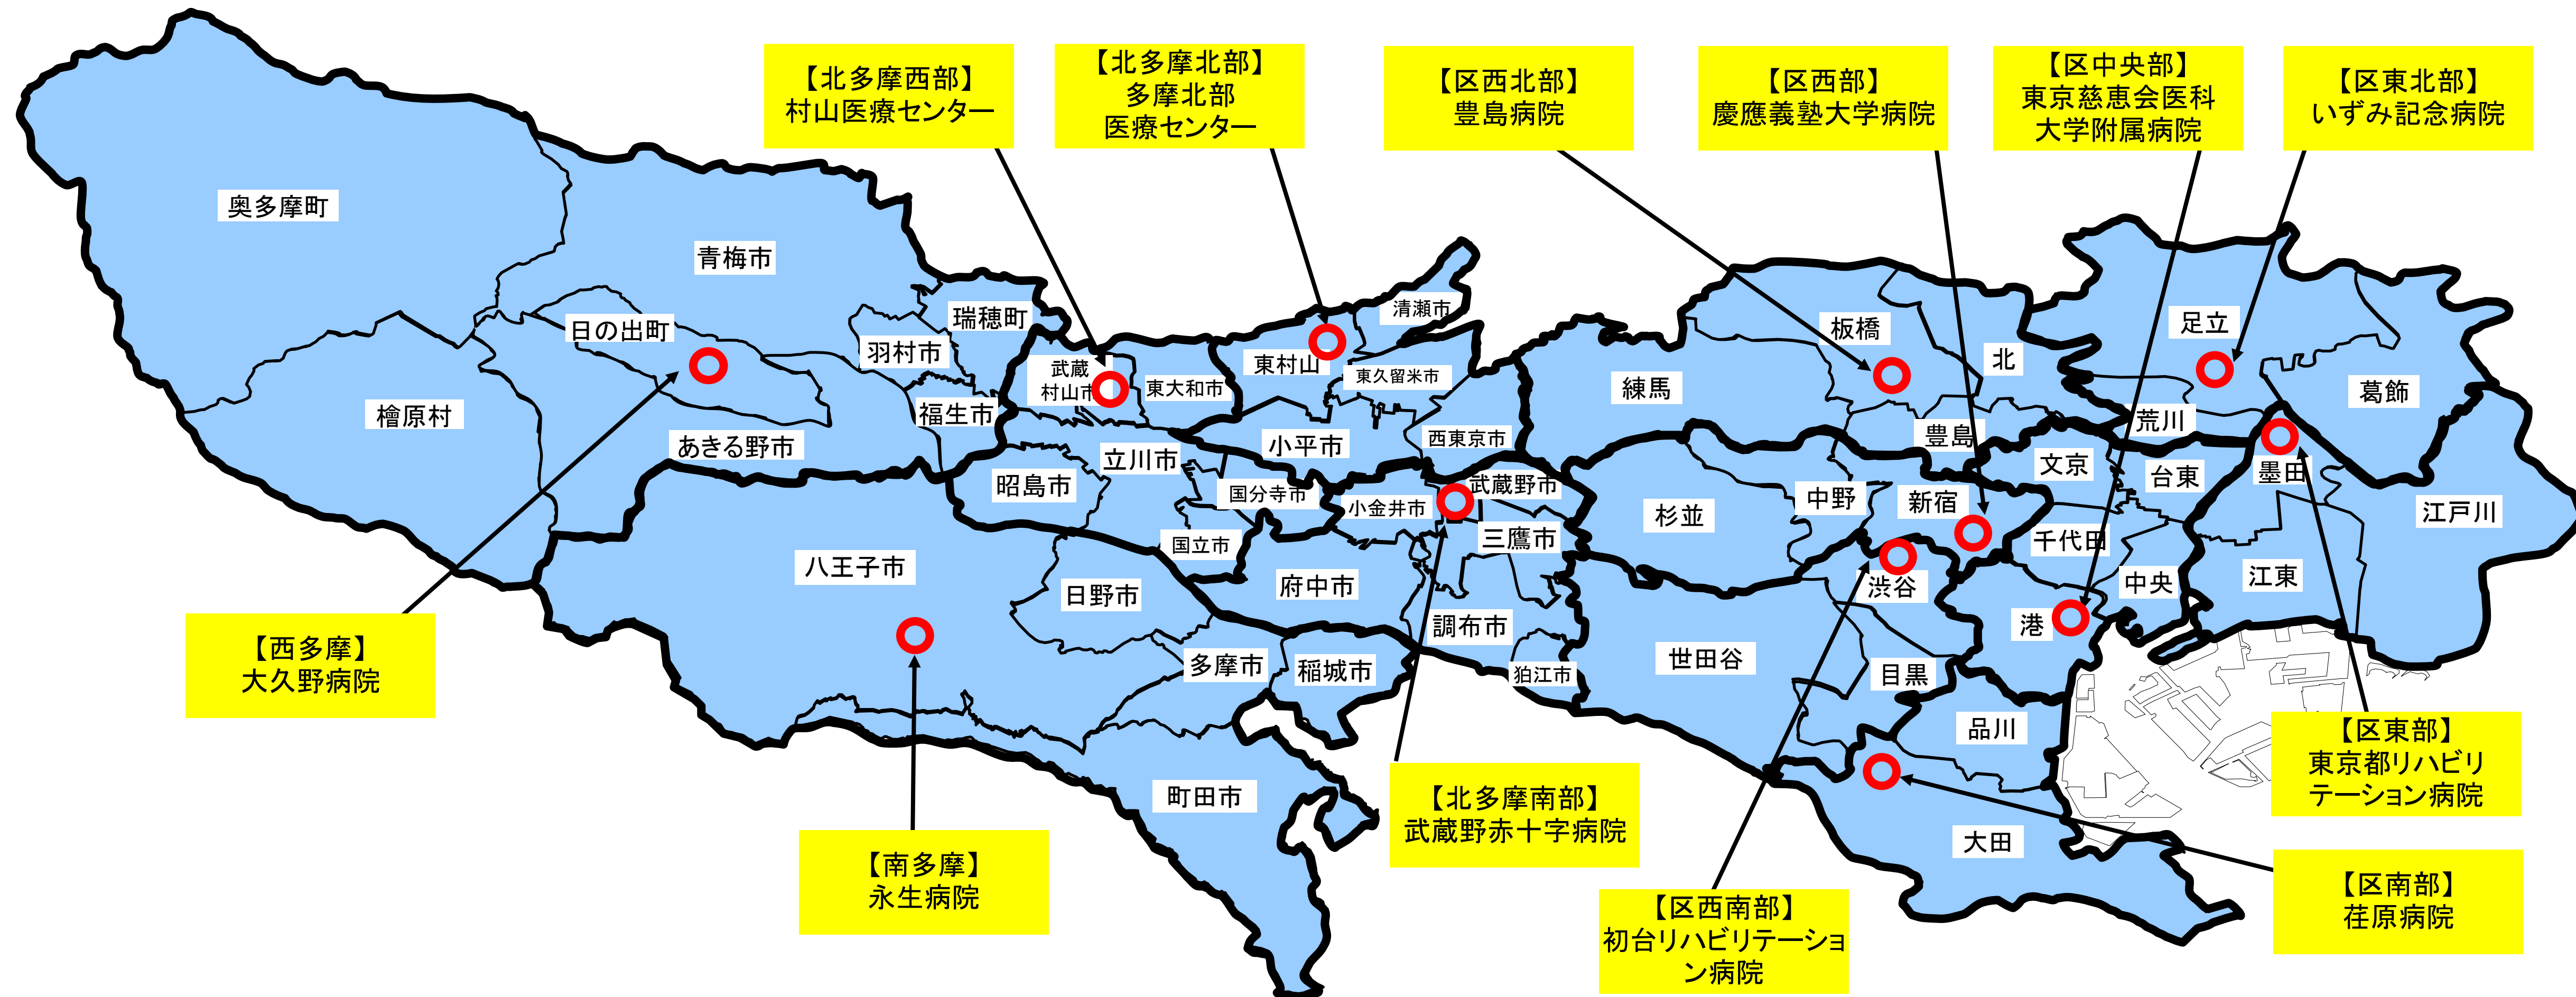 【北多摩西部】
村山医療センター
【北多摩北部】
多摩北部
医療センター
【区西北部】
豊島病院
【区西部】
慶應義塾大学病院
【区中央部】
東京慈恵会医科
大学附属病院
【区東北部】
いずみ記念病院
奥多摩町
青梅市
日の出町
瑞穂町
羽村市
檜原村
福生市
あきる野市
武蔵
村山市
東大和市
東村山
清瀬市
東久留米市
小平市
西東京市
立川市
昭島市
国分寺市
小金井市
武蔵野市
国立市
三鷹市
八王子市
日野市
府中市
調布市
多摩市
稲城市
狛江市
町田市
練馬
板橋
北
足立
葛飾
荒川
豊島
文京
台東
墨田
杉並
中野
新宿
千代田
江戸川
渋谷
中央
江東
港
世田谷
目黒
品川
大田
【西多摩】
大久野病院
【南多摩】
永生病院
【北多摩南部】
武蔵野赤十字病院
【区西南部】
初台リハビリテーショ
ン病院
【区東部】
東京都リハビリ
テーション病院
【区南部】
荏原病院